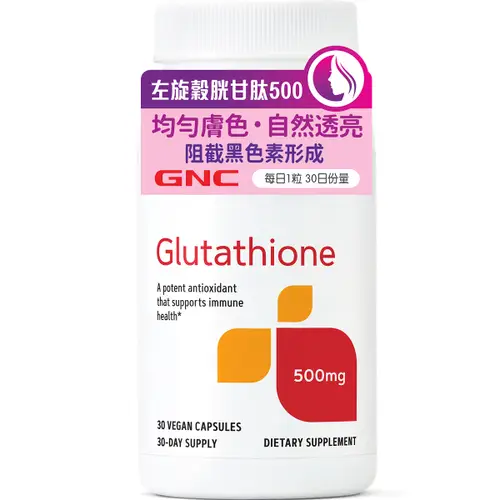 左旋穀胱甘肽500
均勻膚色・自然透亮
阻截黑色素形成
GNC 每日1粒 30日份量
Glutathione
A potent antioxidant
that supports immune
health*
500mg
30 VEGAN CAPSULES
30-DAY SUPPLY DIETARY SUPPLEMENT